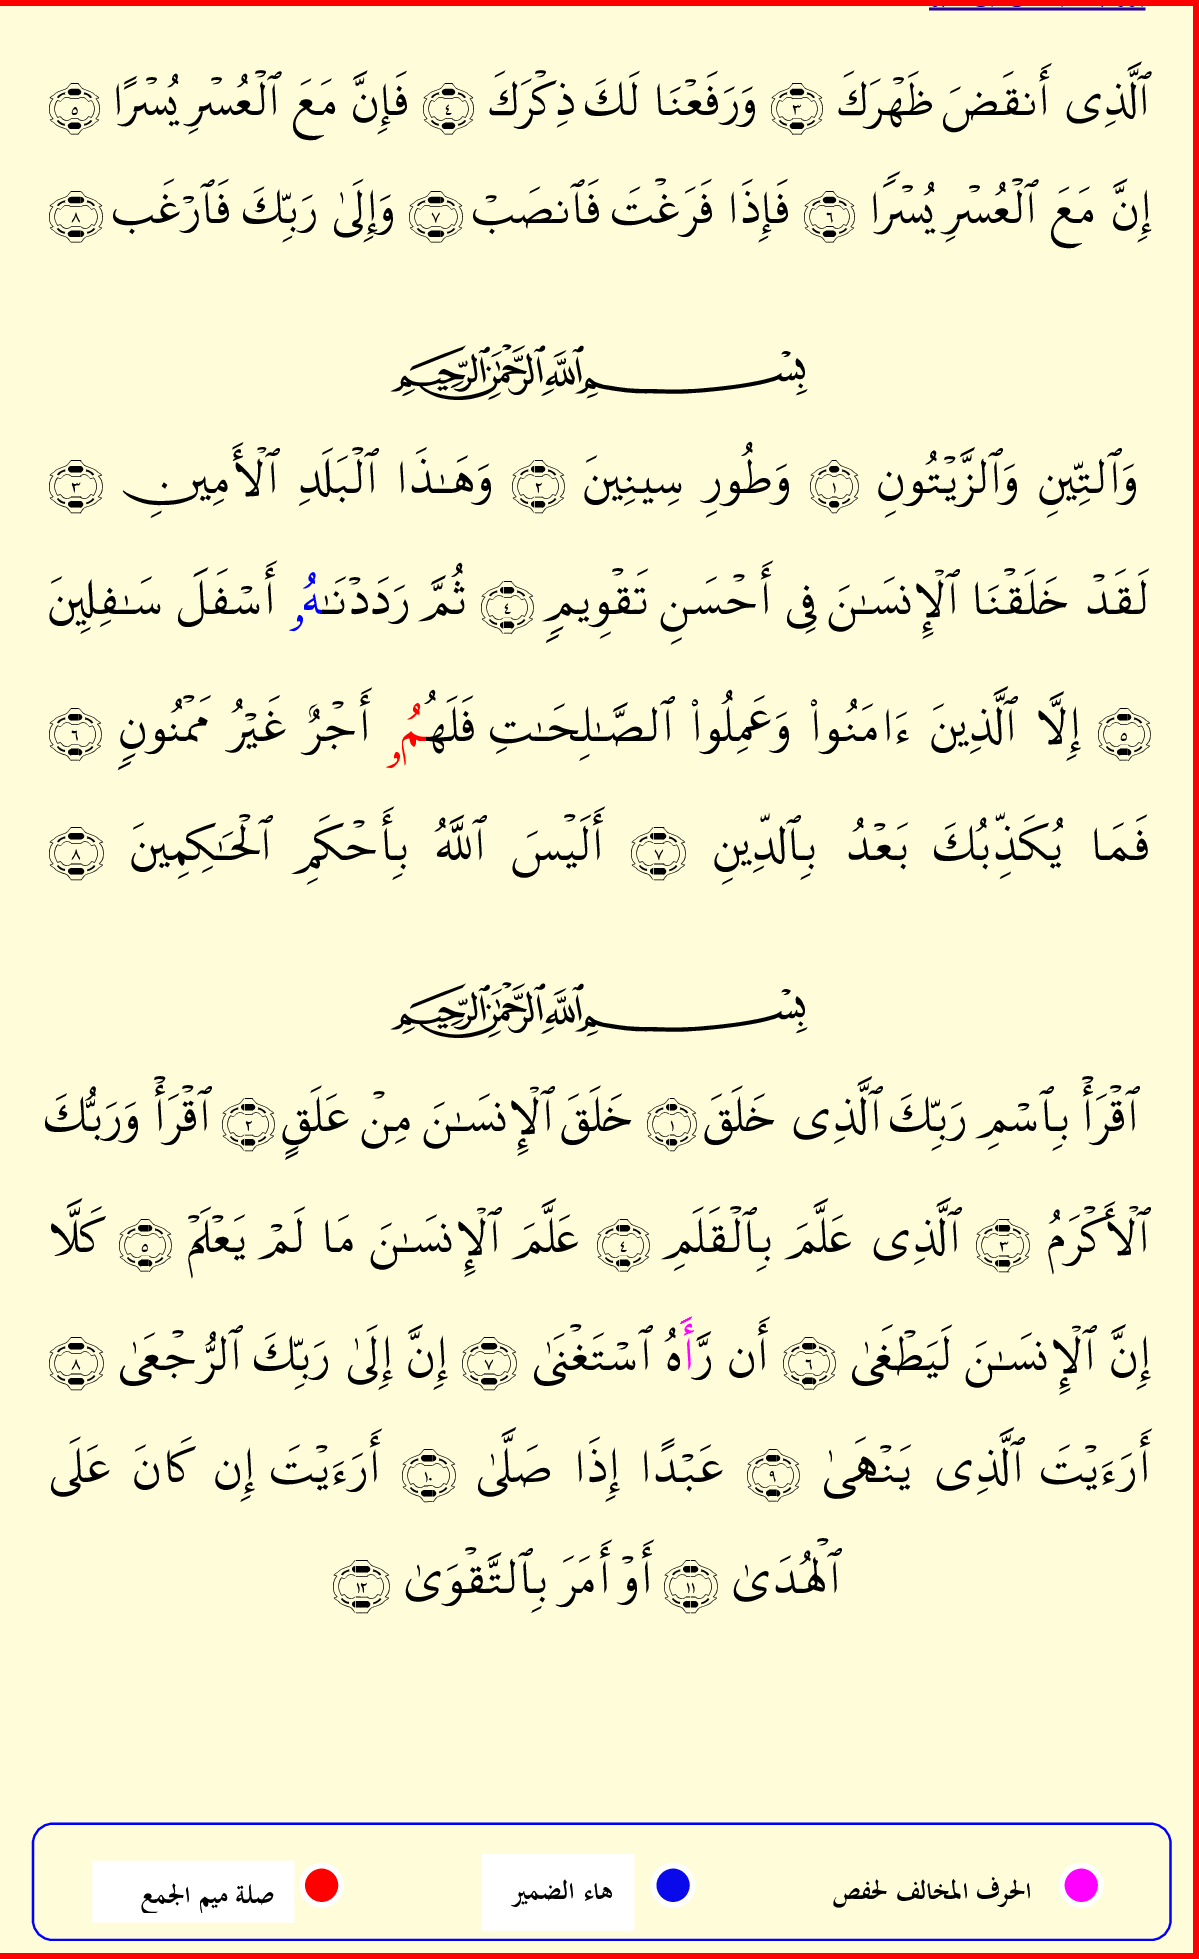 ٱلَّذِىٓ أَنقَضَ ظَهْرَكَ ٣ وَرَفَعْنَا لَكَ ذِكْرَكَ ٤ فَإِنَّ مَعَ ٱلْعُسْرِ يُسْرًا ٥
إِنَّ مَعَ ٱلْعُسْرِ يُسْرًا ٦ فَإِذَا فَرَغْتَ فَٱنصَبْ ٧ وَإِلَىٰ رَبِّكَ فَٱرْغَب ٨
بِسْمِ ٱللَّهِ ٱلرَّحْمَٰنِ ٱلرَّحِيمِ
وَٱلتِّينِ وَٱلزَّيْتُونِ ١ وَطُورِ سِينِينَ ٢ وَهَـٰذَا ٱلْبَلَدِ ٱلْأَمِينِ ٣
لَقَدْ خَلَقْنَا ٱلْإِنسَـٰنَ فِى أَحْسَنِ تَقْوِيمٍ ٤ ثُمَّ رَدَدْنَـٰهُۥ أَسْفَلَ سَـٰفِلِينَ
٥ إِلَّا ٱلَّذِينَ ءَامَنُوا۟ وَعَمِلُوا۟ ٱلصَّـٰلِحَـٰتِ فَلَهُمُۥ أَجْرٌ غَيْرُ مَمْنُونٍ ٦
فَمَا يُكَذِّبُكَ بَعْدُ بِٱلدِّينِ ٧ أَلَيْسَ ٱللَّهُ بِأَحْكَمِ ٱلْحَـٰكِمِينَ ٨
بِسْمِ ٱللَّهِ ٱلرَّحْمَٰنِ ٱلرَّحِيمِ
ٱقْرَأْ بِٱسْمِ رَبِّكَ ٱلَّذِى خَلَقَ ١ خَلَقَ ٱلْإِنسَـٰنَ مِنْ عَلَقٍ ٢ ٱقْرَأْ وَرَبُّكَ
ٱلْأَكْرَمُ ٣ ٱلَّذِى عَلَّمَ بِٱلْقَلَمِ ٤ عَلَّمَ ٱلْإِنسَـٰنَ مَا لَمْ يَعْلَمْ ٥ كَلَّا
إِنَّ ٱلْإِنسَـٰنَ لَيَطْغَىٰ ٦ أَن رَّأَهُ ٱسْتَغْنَىٰ ٧ إِنَّ إِلَىٰ رَبِّكَ ٱلرُّجْعَىٰ ٨
أَرَءَيْتَ ٱلَّذِى يَنْهَىٰ ٩ عَبْدًا إِذَا صَلَّىٰ ١٠ أَرَءَيْتَ إِن كَانَ عَلَى
ٱلْهُدَىٰ ١١ أَوْ أَمَرَ بِٱلتَّقْوَىٰ ١٢
الحرف المخالف لحفص هاء الضمير صلة ميم الجمع